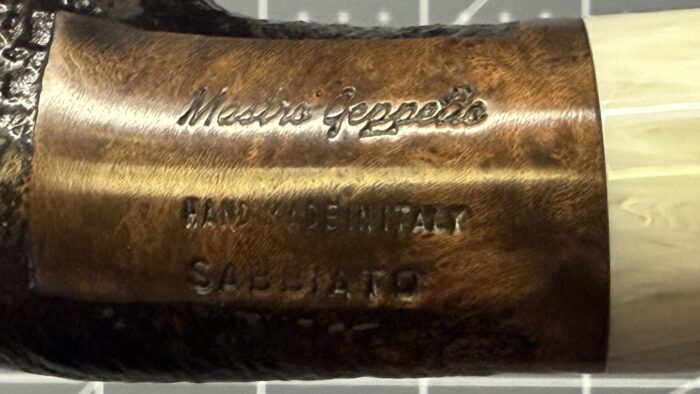 Mastro Geppetto
HAND MADE IN ITALY
SABBIATO